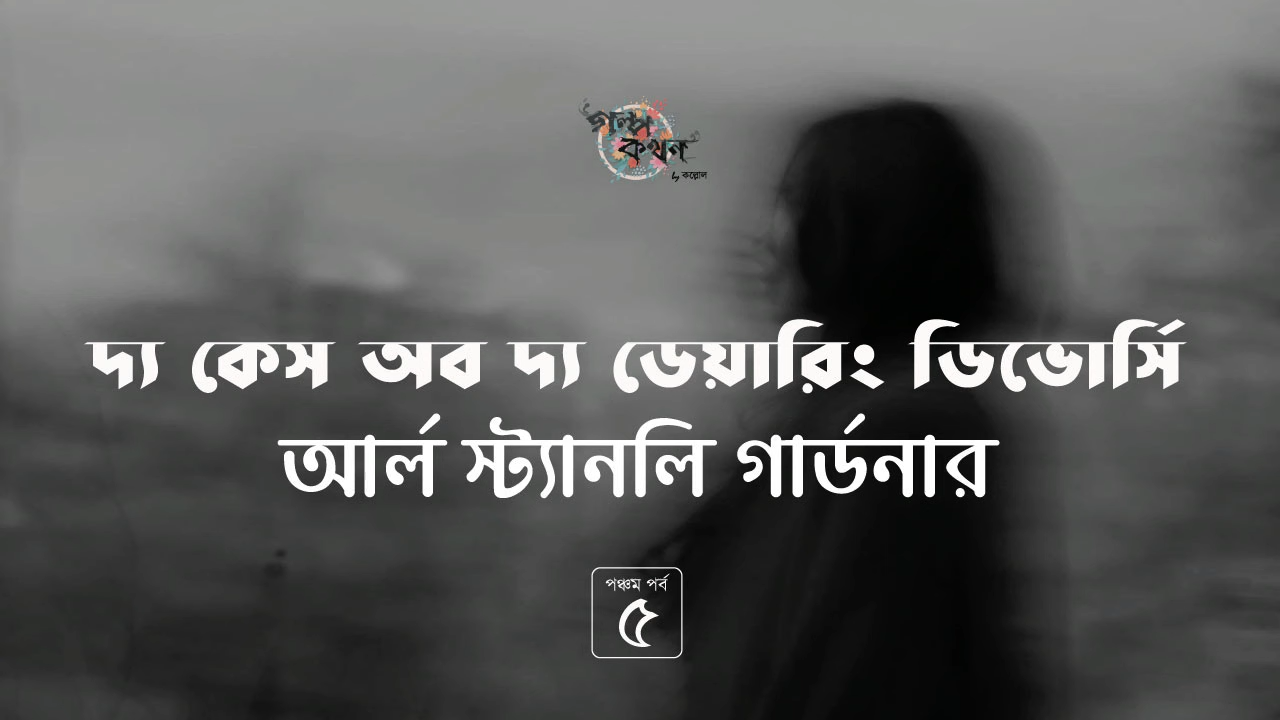 গল্প
কথন
by কল্লোল
দ্য কেস অব দ্য ডেয়ারিং ডিভোর্সি
আর্ল স্ট্যানলি গার্ডনার
পঞ্চম পর্ব
৫